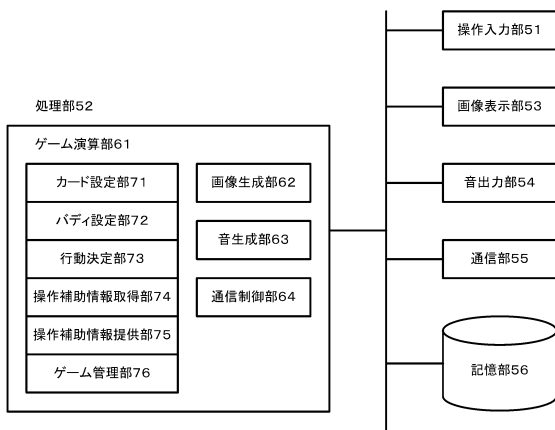 処理部52
ゲーム演算部61
カード設定部71
バディ設定部72
行動決定部73
操作補助情報取得部74
操作補助情報提供部75
ゲーム管理部76
画像生成部62
音生成部63
通信制御部64
操作入力部51
画像表示部53
音出力部54
通信部55
記憶部56